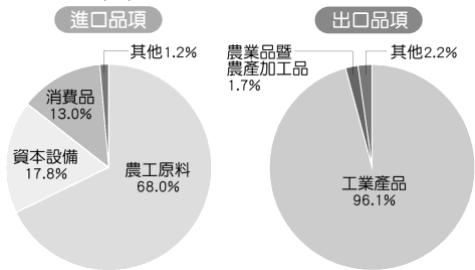 進口品項
其他1.2%
消費品
13.0%
資本設備
17.8%
農工原料
68.0%
出口品項
農業品暨
農產加工品
1.7%
其他2.2%
工業產品
96.1%